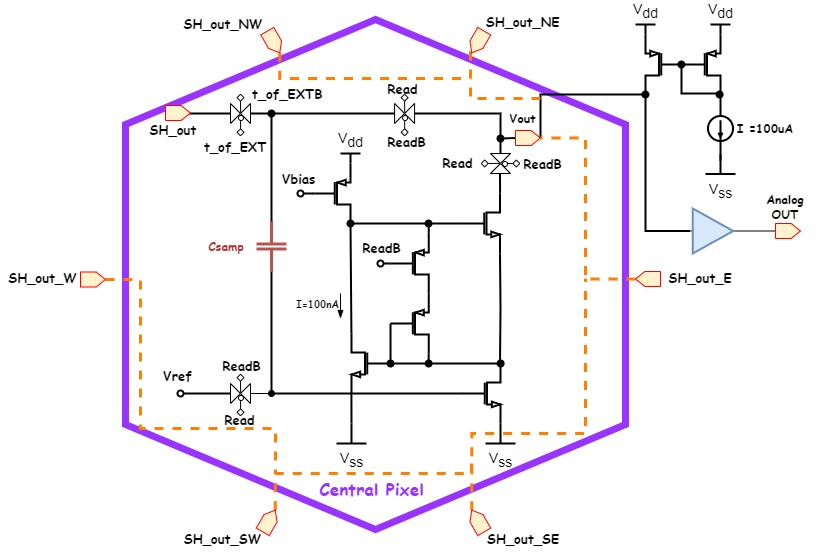 SH_out_NW
SH_out_NE
Vdd
Vdd
t_of_EXTB
Read
SH_out
Vout
I =100uA
t_of_EXT
ReadB
Vdd
Read
ReadB
Vss
Vbias
Analog
OUT
Csamp
ReadB
SH_out_W
SH_out_E
I=100nA
ReadB
Vref
Read
Vss
Vss
Central Pixel
SH_out_SW
SH_out_SE